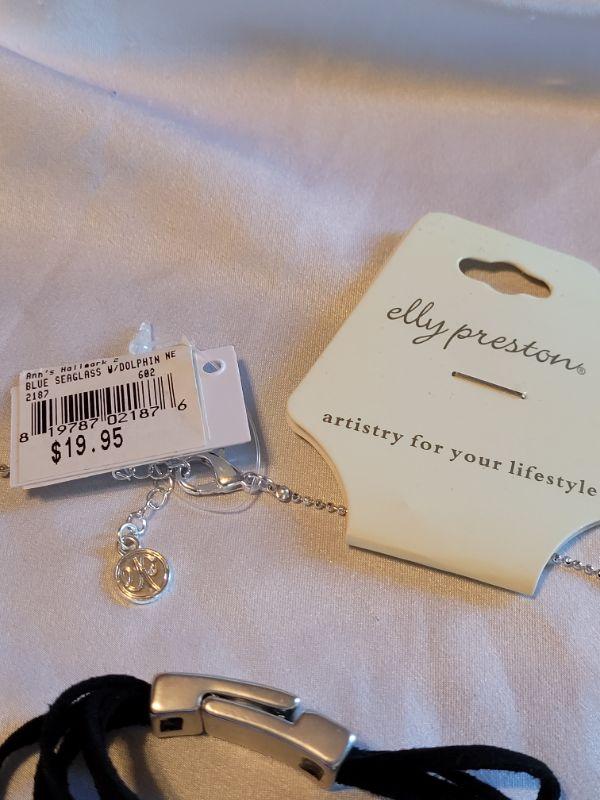 Ann's Hallmark 2
BLUE SEAGLASS W/DOLPHIN NE
2187 602
8 19787 02187 6
$19.95
elly preston®
artistry for your lifestyle